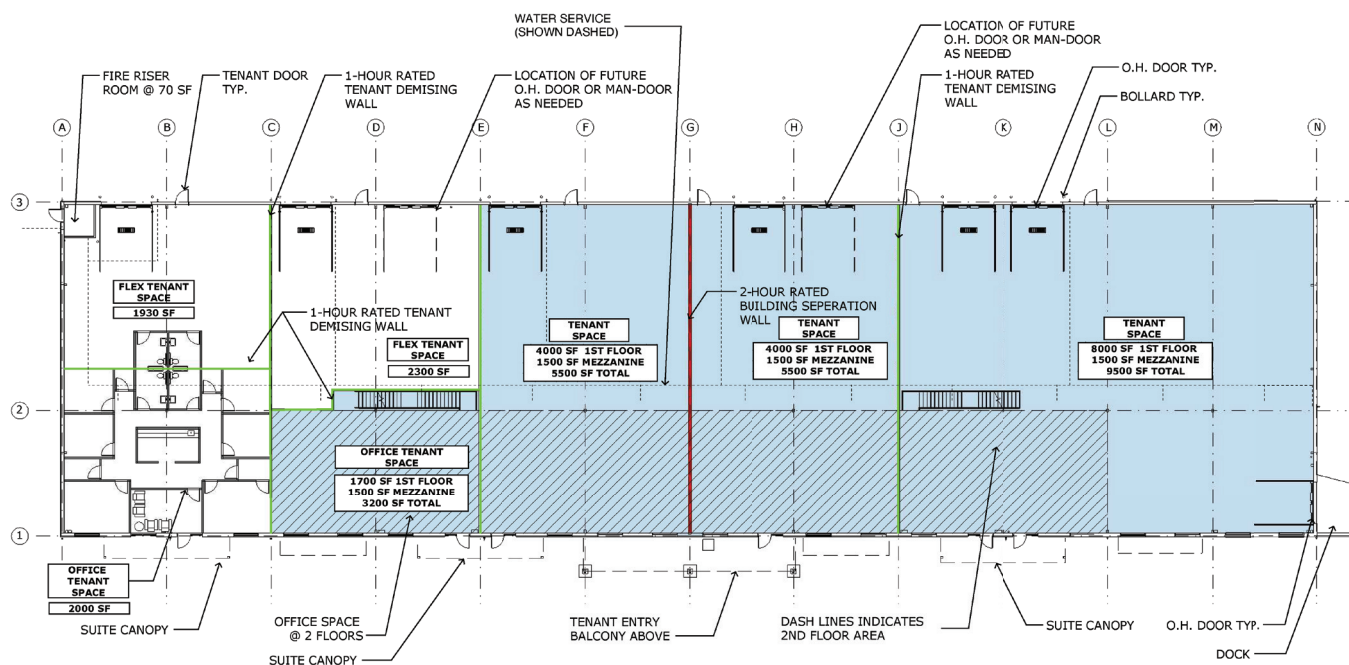 WATER SERVICE
(SHOWN DASHED)
LOCATION OF FUTURE
O.H. DOOR OR MAN-DOOR
AS NEEDED
FIRE RISER
ROOM @ 70 SF
TENANT DOOR
TYP.
1-HOUR RATED
TENANT DEMISING
WALL
LOCATION OF FUTURE
O.H. DOOR OR MAN-DOOR
AS NEEDED
1-HOUR RATED
TENANT DEMISING
WALL
O.H. DOOR TYP.
BOLLARD TYP.
A
B
C
D
E
F
G
H
J
K
L
M
N
3
FLEX TENANT
SPACE
1930 SF
1-HOUR RATED TENANT
DEMISING WALL
FLEX TENANT
SPACE
2300 SF
TENANT
SPACE
4000 SF 1ST FLOOR
1500 SF MEZZANINE
5500 SF TOTAL
2-HOUR RATED
BUILDING SEPERATION
WALL
TENANT
SPACE
4000 SF 1ST FLOOR
1500 SF MEZZANINE
5500 SF TOTAL
TENANT
SPACE
8000 SF 1ST FLOOR
1500 SF MEZZANINE
9500 SF TOTAL
2
OFFICE TENANT
SPACE
1700 SF 1ST FLOOR
1500 SF MEZZANINE
3200 SF TOTAL
1
OFFICE
TENANT
SPACE
2000 SF
SUITE CANOPY
OFFICE SPACE
@ 2 FLOORS
SUITE CANOPY
TENANT ENTRY
BALCONY ABOVE
DASH LINES INDICATES
2ND FLOOR AREA
SUITE CANOPY
O.H. DOOR TYP.
DOCK